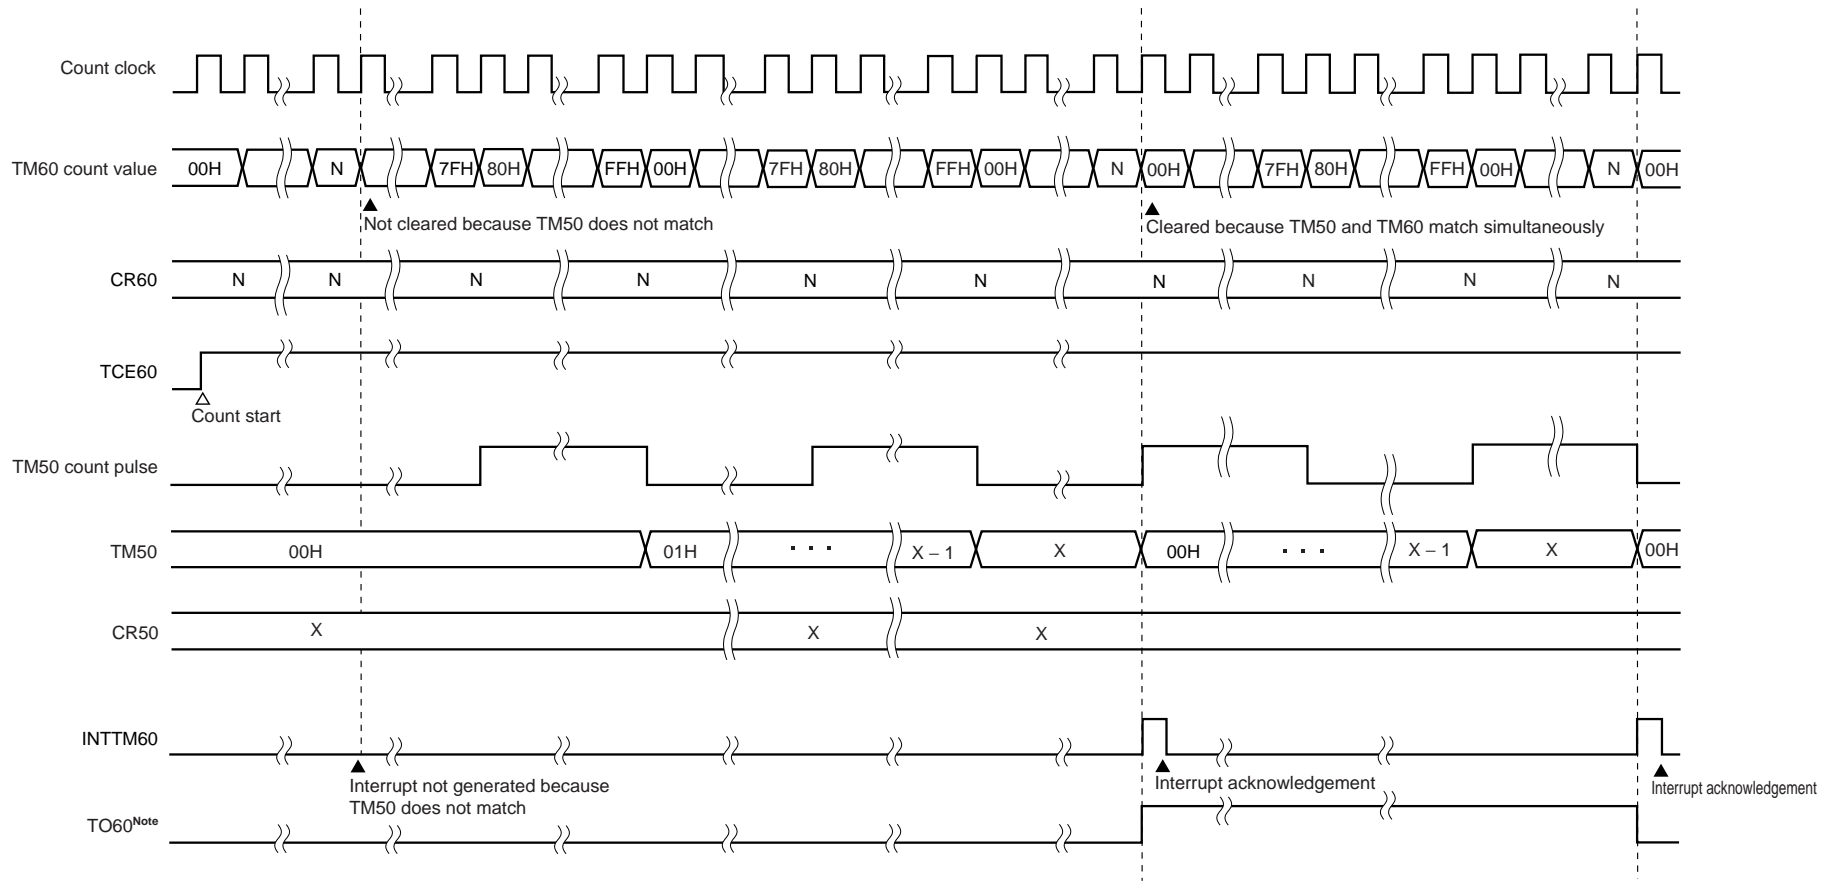 Count clock
TM60 count value 00H N 7FH 80H FFH 00H 7FH 80H FFH 00H N 00H 7FH 80H FFH 00H N 00H
Not cleared because TM50 does not match
Cleared because TM50 and TM60 match simultaneously
CR60 N N N N N N N N N N
TCE60
Count start
TM50 count pulse
TM50 00H 01H · · · X – 1 X 00H · · · X – 1 X 00H
CR50 X X X
INTTM60
Interrupt not generated because
TM50 does not match
Interrupt acknowledgement
Interrupt acknowledgement
TO60Note